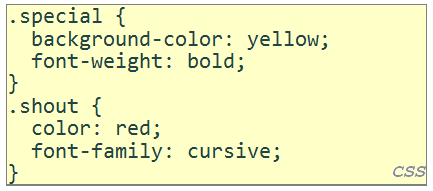 .special {
  background-color: yellow;
  font-weight: bold;
}
.shout {
  color: red;
  font-family: cursive;
}
CSS